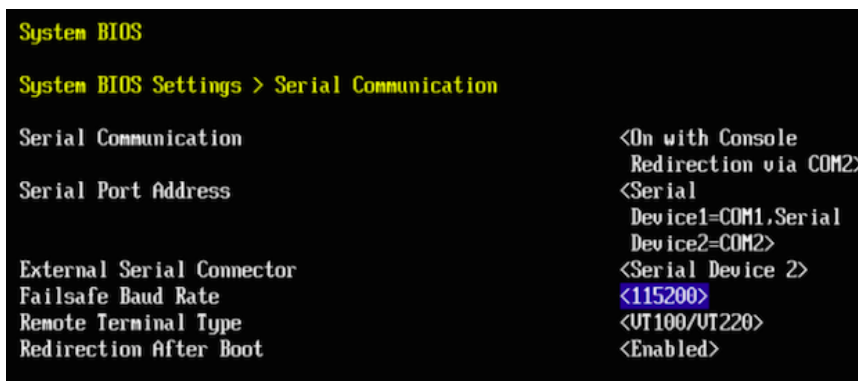 System BIOS
System BIOS Settings > Serial Communication
Serial Communication <On with Console
Redirection via COM2>
Serial Port Address <Serial
Device1=COM1,Serial
Device2=COM2>
External Serial Connector <Serial Device 2>
Failsafe Baud Rate <115200>
Remote Terminal Type <VT100/VT220>
Redirection After Boot <Enabled>